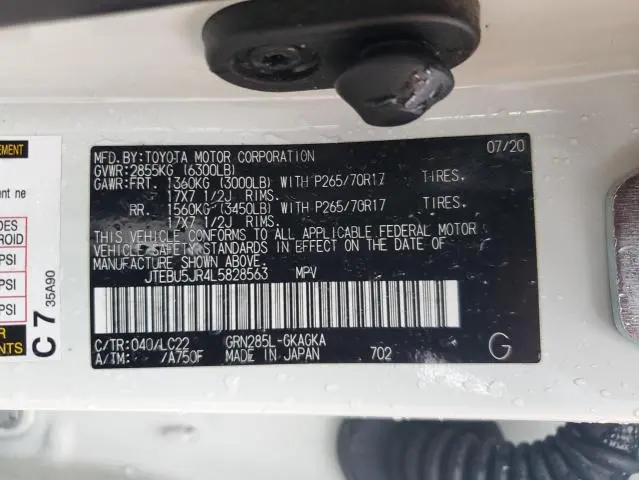 MFD.BY:TOYOTA MOTOR CORPORATION 07/20
GVWR:2855KG (6300LB)
GAWR:FRT. 1360KG (3000LB) WITH P265/70R17 TIRES.
17X7 1/2J RIMS.
RR. 1560KG (3450LB) WITH P265/70R17 TIRES.
17X7 1/2J RIMS.
THIS VEHICLE CONFORMS TO ALL APPLICABLE FEDERAL MOTOR
VEHICLE SAFETY STANDARDS IN EFFECT ON THE DATE OF
MANUFACTURE SHOWN ABOVE.
JTEBU5JR4L5828563 MPV
C/TR:040/LC22 GRN285L-GKAGKA
A/TM: /A750F MADE IN JAPAN 702 G
EMENT
nt ne
DES
ROID
PSI
PSI
R
ENTS
C 7 35A90